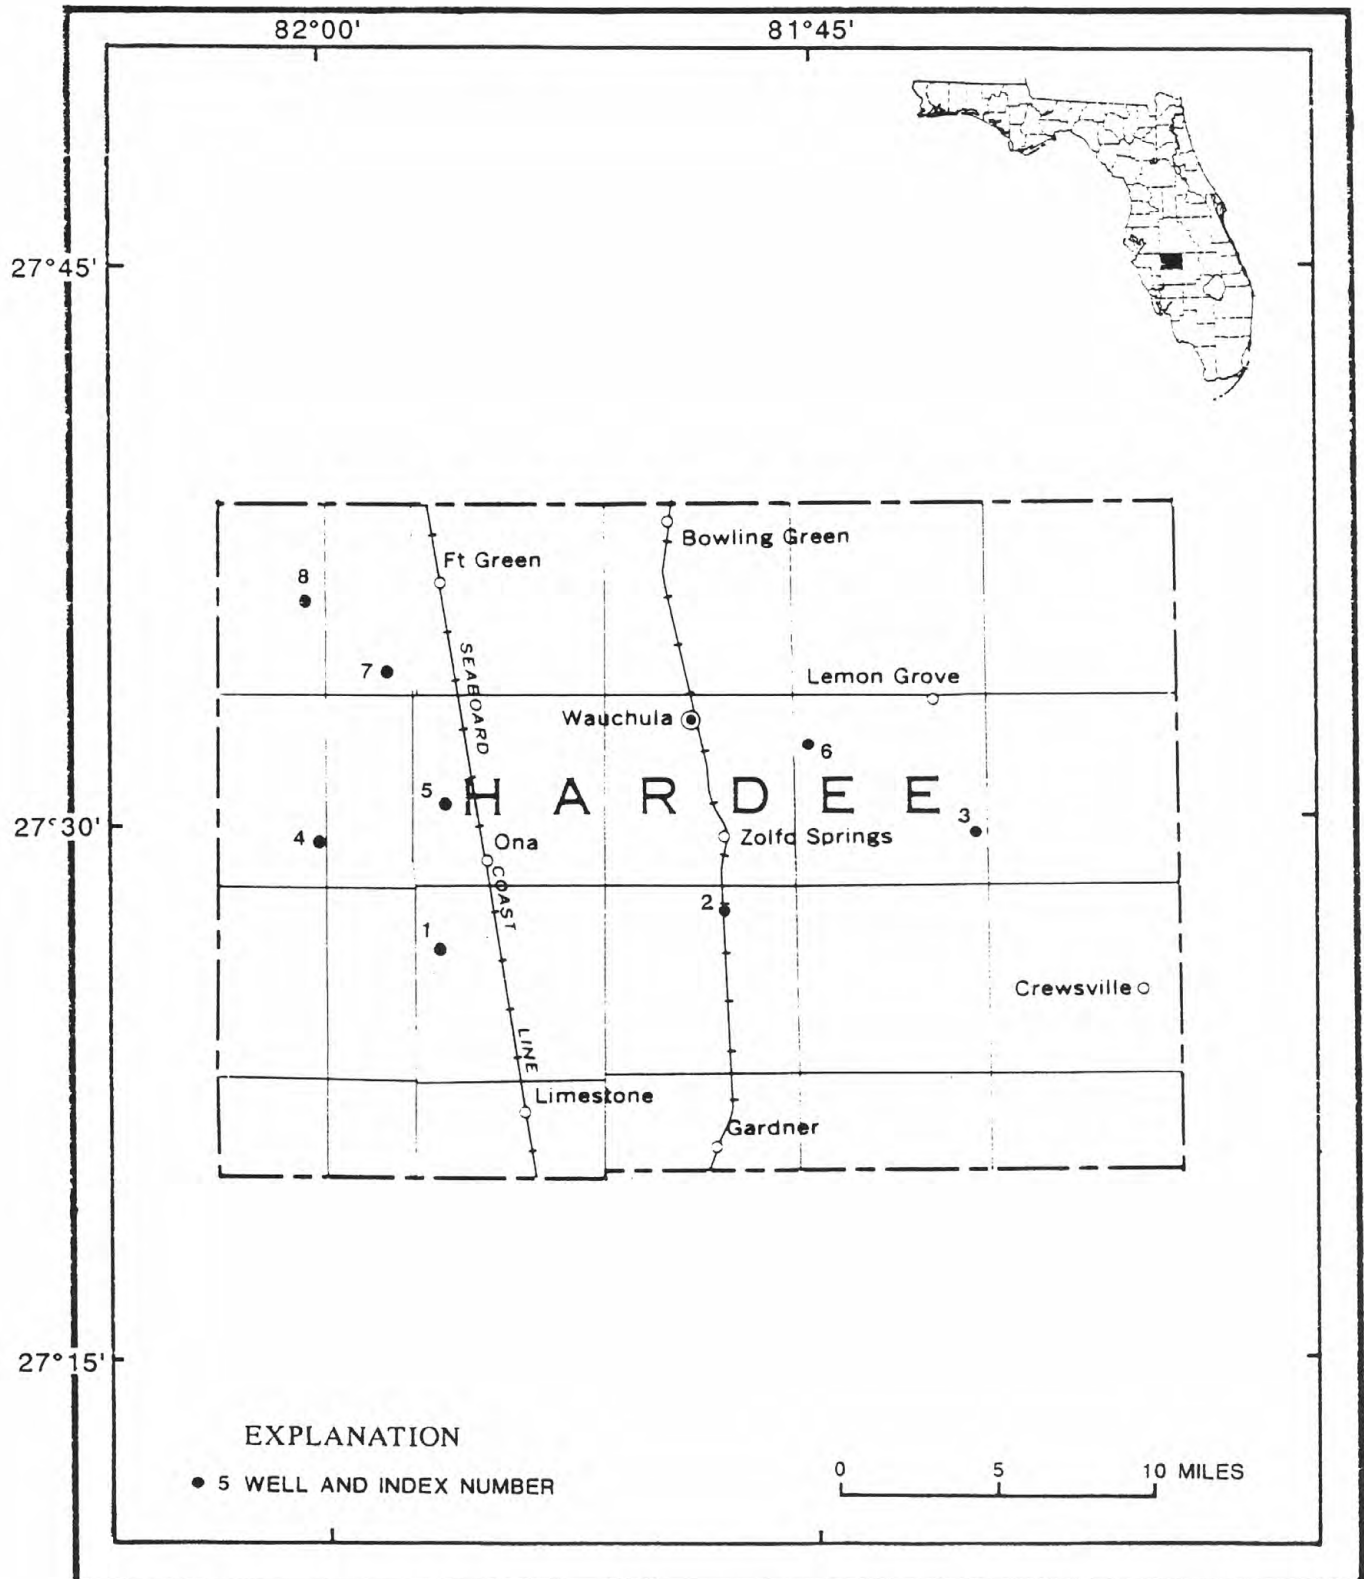 82°00' 81°45'
27°45'
Bowling Green
Ft Green
8
SEABOARD
7
Lemon Grove
Wauchula
6
5
HARDEE
3
27°30'
4
Ona
Zolfo Springs
COAST
2
1
Crewsville
LINE
Limestone
Gardner
27°15'
EXPLANATION
5 WELL AND INDEX NUMBER
0 5 10 MILES